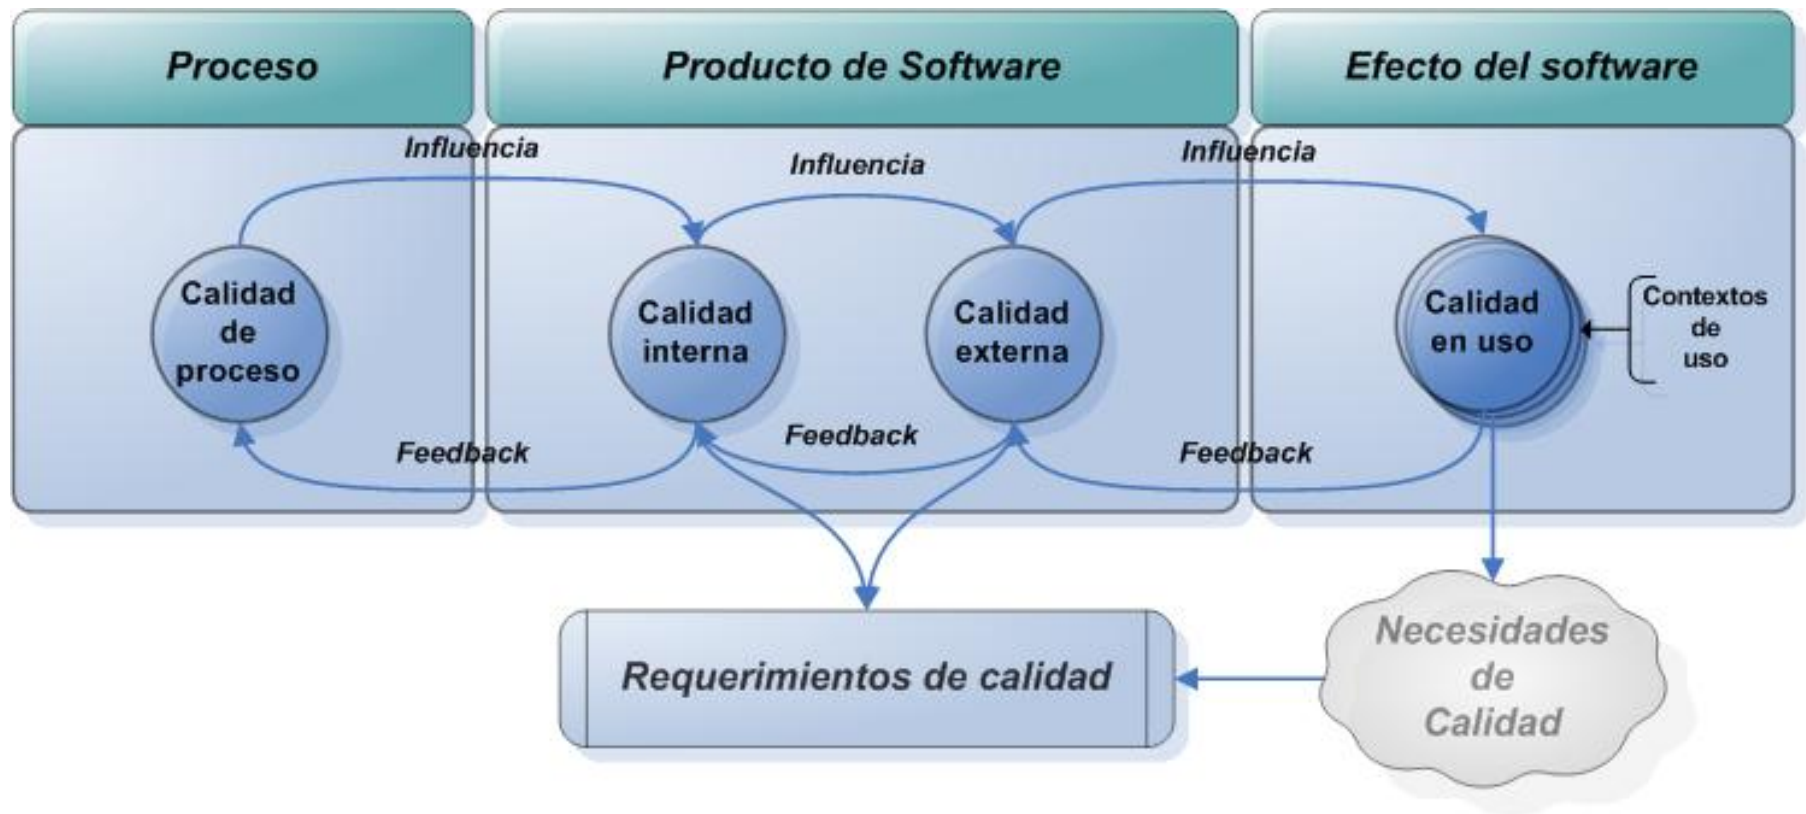 Proceso
Producto de Software
Efecto del software
Influencia
Influencia
Influencia
Calidad
de
proceso
Calidad
interna
Calidad
externa
Calidad
en uso
Contextos
de
uso
Feedback
Feedback
Feedback
Requerimientos de calidad
Necesidades
de
Calidad